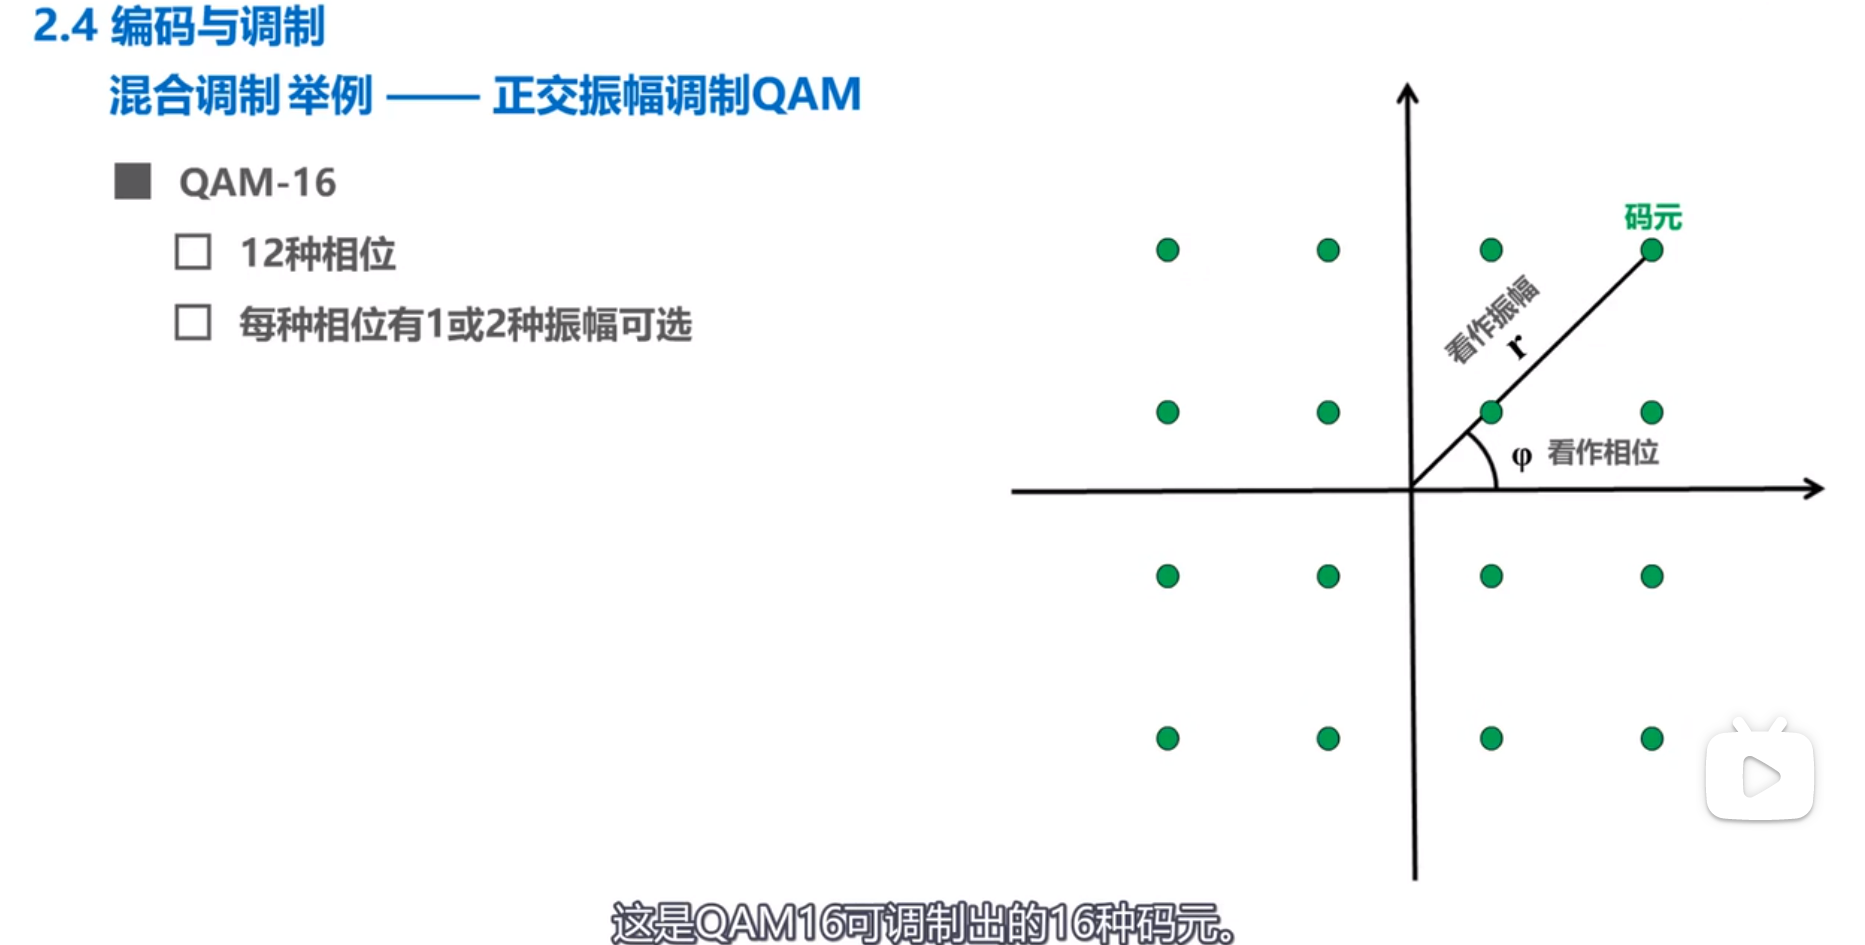 2.4 编码与调制
混合调制 举例 —— 正交振幅调制QAM
QAM-16
12种相位
每种相位有1或2种振幅可选
码元
看作振幅
r
φ 看作相位
这是QAM16可调制出的16种码元。